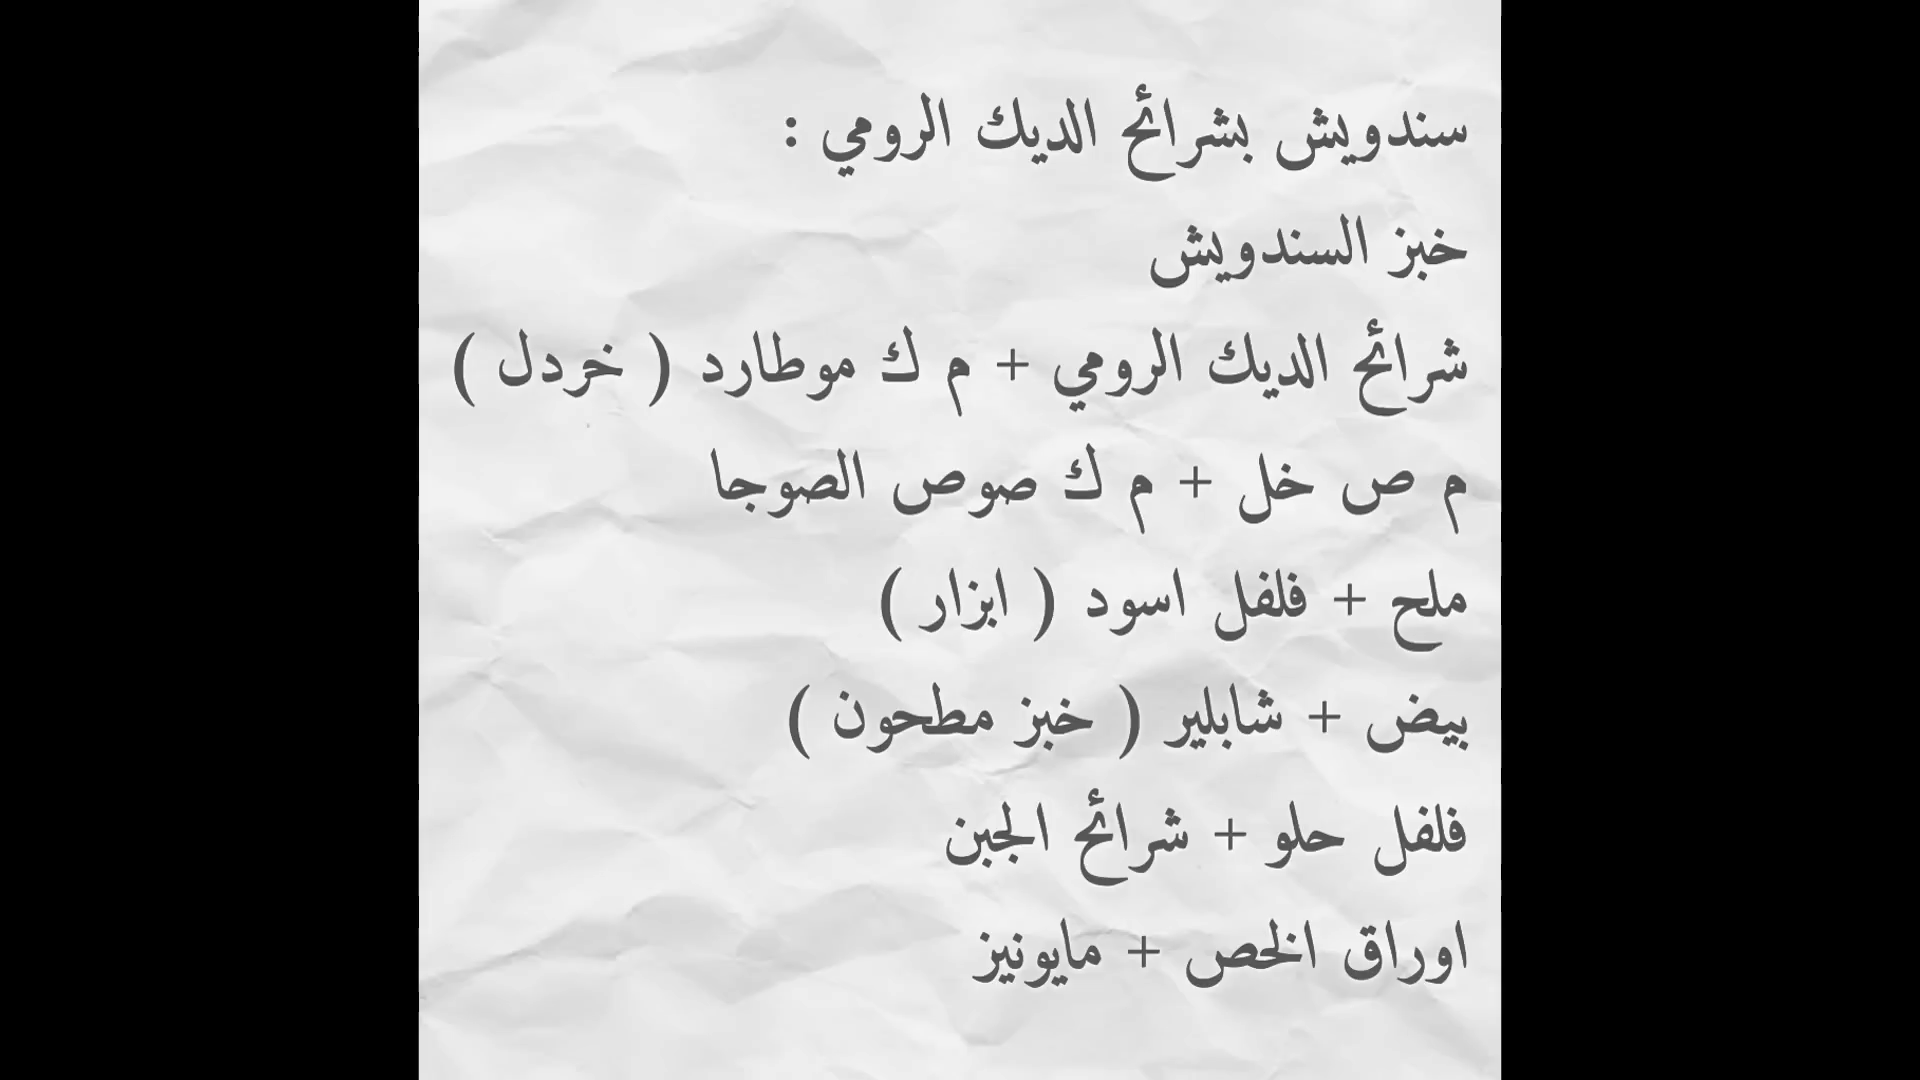 سندويش بشرائح الديك الرومي :
خبز السندويش
شرائح الديك الرومي + م ك موطارد ( خردل )
م ص خل + م ك صوص الصوجا
ملح + فلفل اسود ( ابزار )
بيض + شابلير ( خبز مطحون )
فلفل حلو + شرائح الجبن
اوراق الخص + مايونيز